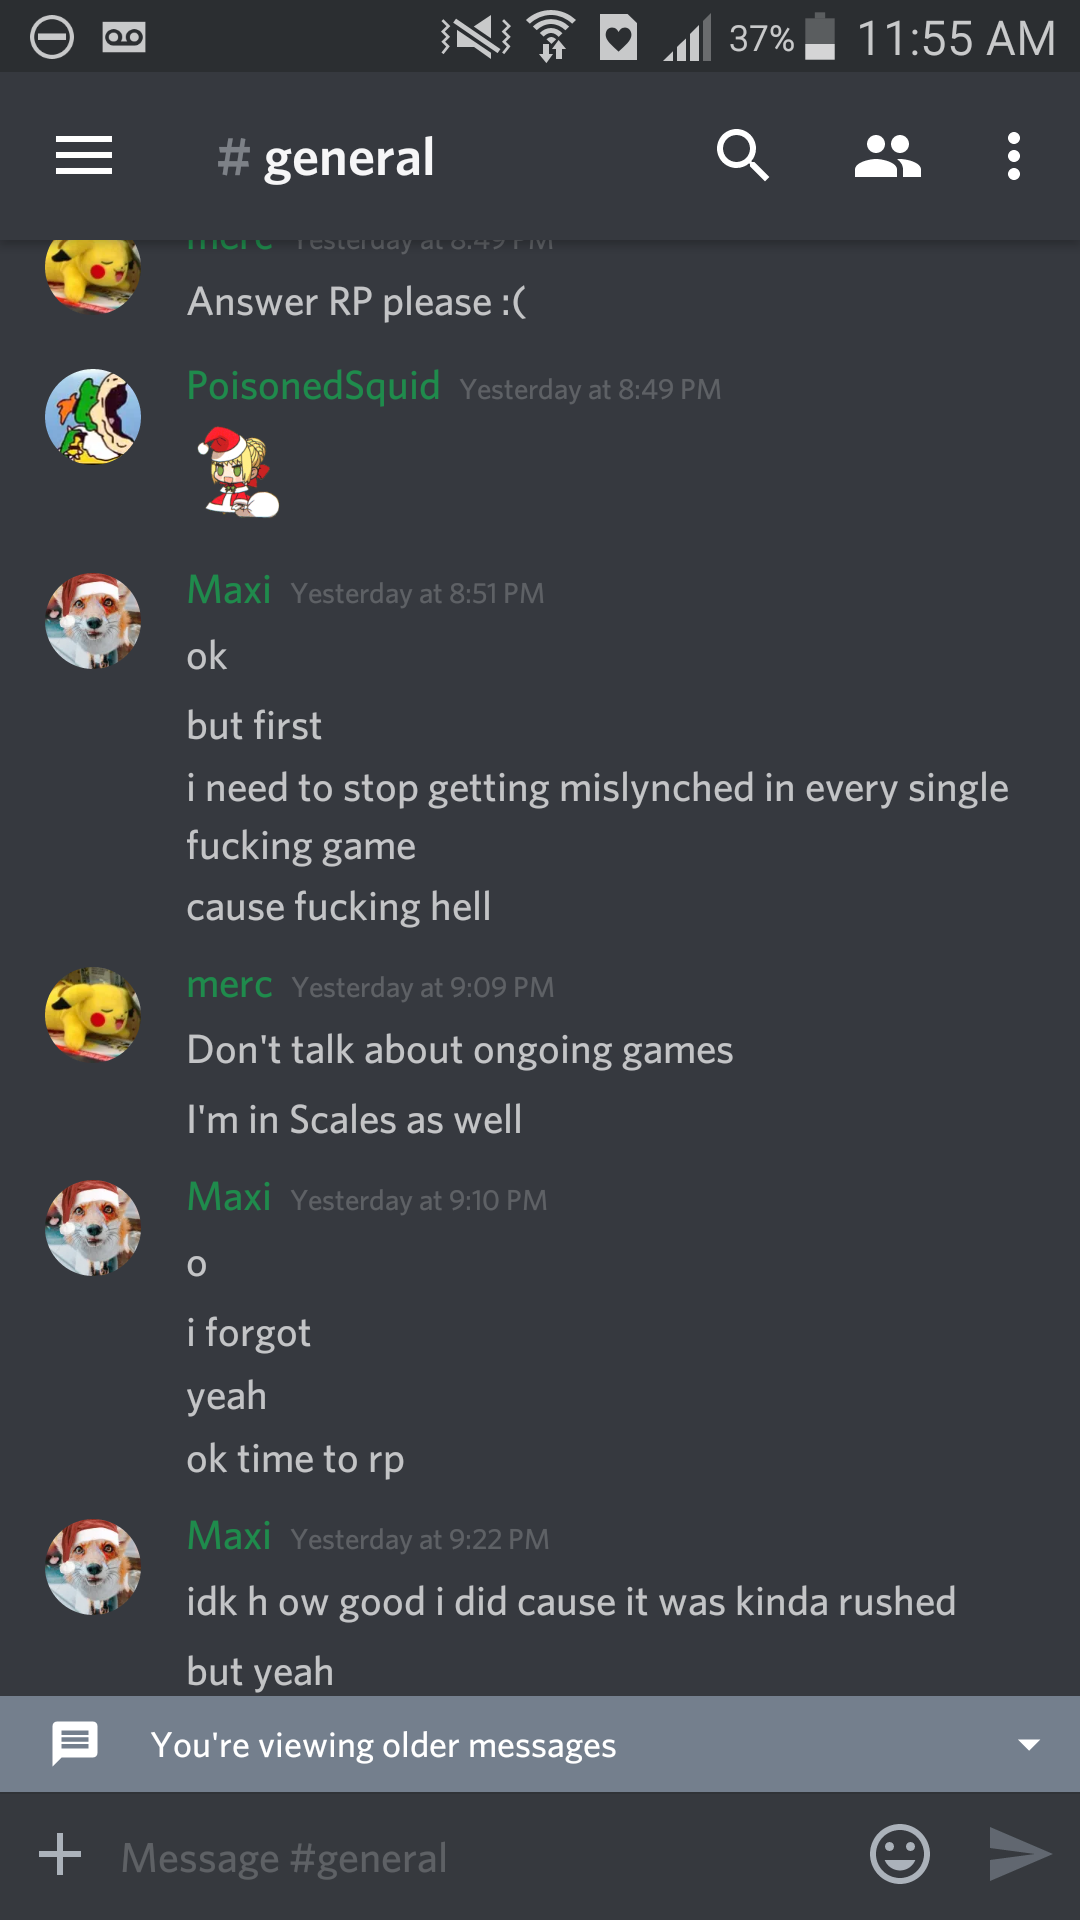 37% 11:55 AM
# general
merc Yesterday at 8:49 PM
Answer RP please :(
PoisonedSquid Yesterday at 8:49 PM
Maxi Yesterday at 8:51 PM
ok
but first
i need to stop getting mislynched in every single
fucking game
cause fucking hell
merc Yesterday at 9:09 PM
Don't talk about ongoing games
I'm in Scales as well
Maxi Yesterday at 9:10 PM
o
i forgot
yeah
ok time to rp
Maxi Yesterday at 9:22 PM
idk h ow good i did cause it was kinda rushed
but yeah
You're viewing older messages
Message #general